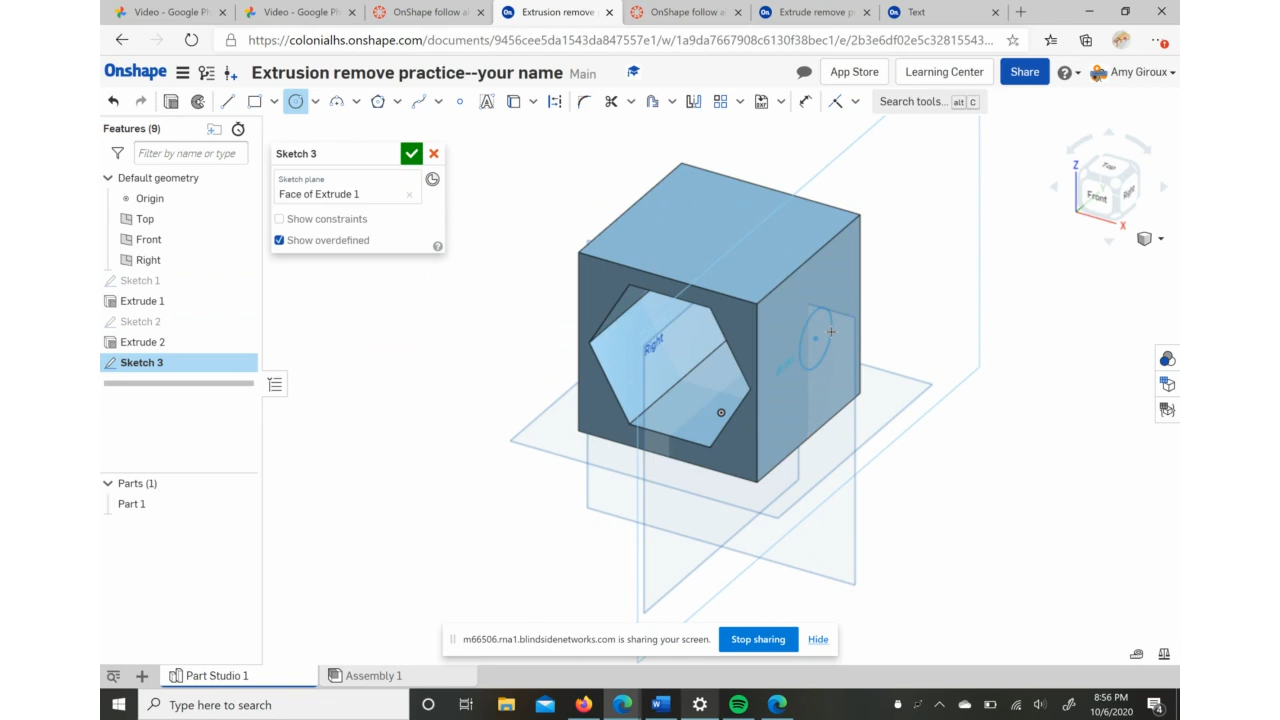 Video - Google Ph
Video - Google Ph
OnShape follow al
Extrusion remove
OnShape follow a
Extrude remove p
Text
https://colonialhs.onshape.com/documents/9456cee5da1543da847557e1/w/1a9da7667908c6130f38bec1/e/2b3e6df02e5c32815543...
Onshape
Extrusion remove practice--your name Main
App Store
Learning Center
Share
Amy Giroux
Search tools... alt C
Features (9)
Filter by name or type
Default geometry
Origin
Top
Front
Right
Sketch 1
Extrude 1
Sketch 2
Extrude 2
Sketch 3
Sketch 3
Sketch plane
Face of Extrude 1
Show constraints
Show overdefined
Right
Z
Top
Front
Right
X
Parts (1)
Part 1
m66506.rna1.blindsidenetworks.com is sharing your screen.
Stop sharing
Hide
Part Studio 1
Assembly 1
Type here to search
8:56 PM
10/6/2020
4